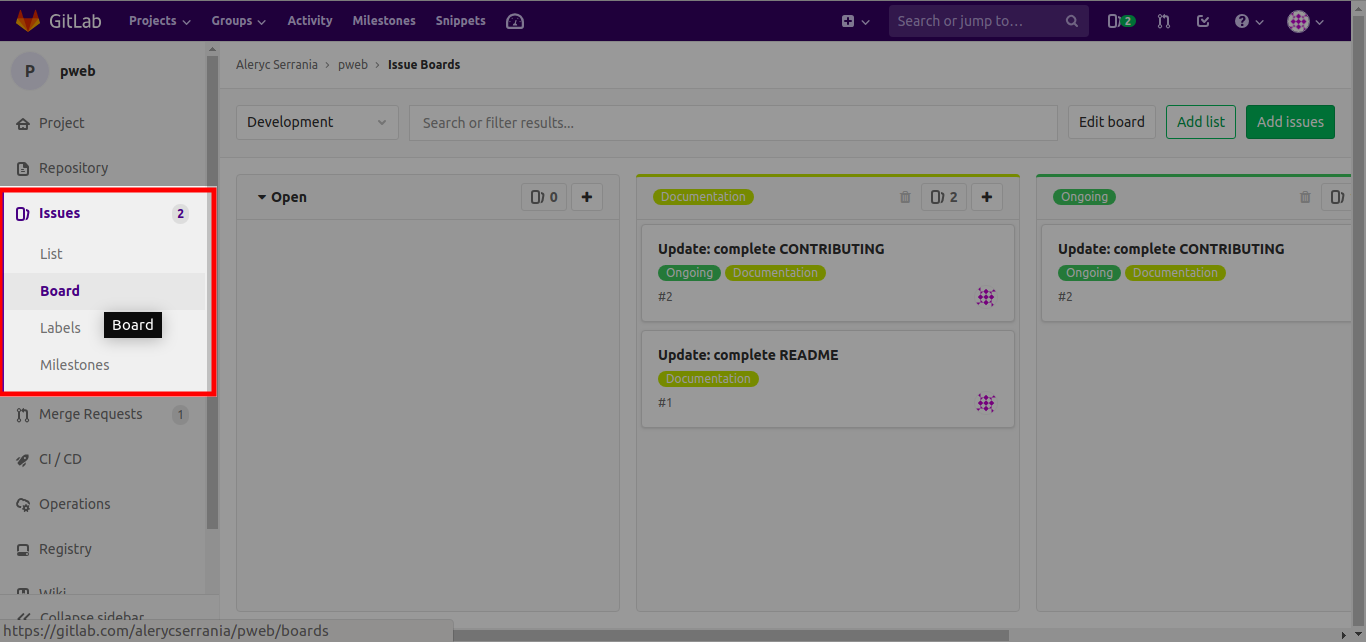 GitLab Projects Groups Activity Milestones Snippets Search or jump to... 2
P pweb
Aleryc Serrania › pweb › Issue Boards
Project
Development Search or filter results... Edit board Add list Add issues
Repository
Issues 2
List
Board
Labels
Board
Milestones
Merge Requests 1
CI / CD
Operations
Registry
Wiki
Collapse sidebar
Open 0 +
Documentation 2 +
Update: complete CONTRIBUTING
Ongoing Documentation
#2
Update: complete README
Documentation
#1
Ongoing
Update: complete CONTRIBUTING
Ongoing Documentation
#2
https://gitlab.com/alerycserrania/pweb/boards